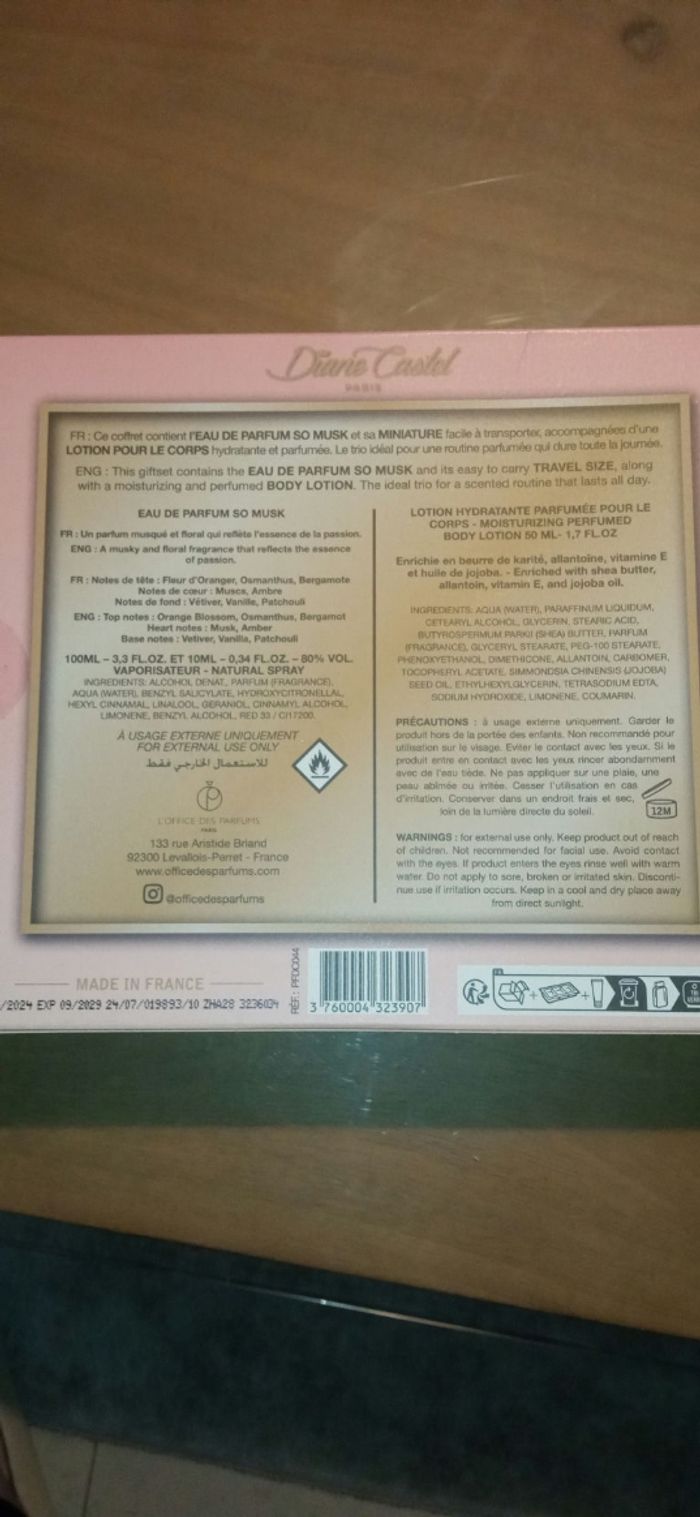 Diane Castel
PARIS
FR : Ce coffret contient l'EAU DE PARFUM SO MUSK et sa MINIATURE facile à transporter, accompagnées d'une
LOTION POUR LE CORPS hydratante et parfumée. Le trio idéal pour une routine parfumée qui dure toute la journée.
ENG : This giftset contains the EAU DE PARFUM SO MUSK and its easy to carry TRAVEL SIZE, along
with a moisturizing and perfumed BODY LOTION. The ideal trio for a scented routine that lasts all day.
EAU DE PARFUM SO MUSK
FR : Un parfum musqué et floral qui reflète l'essence de la passion.
ENG : A musky and floral fragrance that reflects the essence
of passion.
FR : Notes de tête : Fleur d'Oranger, Osmanthus, Bergamote
Notes de cœur : Muscs, Ambre
Notes de fond : Vétiver, Vanille, Patchouli
ENG : Top notes : Orange Blossom, Osmanthus, Bergamot
Heart notes : Musk, Amber
Base notes : Vetiver, Vanilla, Patchouli
100ML – 3,3 FL.OZ. ET 10ML – 0,34 FL.OZ. – 80% VOL.
VAPORISATEUR - NATURAL SPRAY
INGREDIENTS: ALCOHOL DENAT., PARFUM (FRAGRANCE),
AQUA (WATER), BENZYL SALICYLATE, HYDROXYCITRONELLAL,
HEXYL CINNAMAL, LINALOOL, GERANIOL, CINNAMYL ALCOHOL,
LIMONENE, BENZYL ALCOHOL, RED 33 / CI17200.
À USAGE EXTERNE UNIQUEMENT
FOR EXTERNAL USE ONLY
للاستعمال الخارجي فقط
L'OFFICE DES PARFUMS
PARIS
133 rue Aristide Briand
92300 Levallois-Perret - France
www.officedesparfums.com
@officedesparfums
LOTION HYDRATANTE PARFUMÉE POUR LE
CORPS - MOISTURIZING PERFUMED
BODY LOTION 50 ML- 1,7 FL.OZ
Enrichie en beurre de karité, allantoïne, vitamine E
et huile de jojoba. - Enriched with shea butter,
allantoin, vitamin E, and jojoba oil.
INGREDIENTS: AQUA (WATER), PARAFFINUM LIQUIDUM,
CETEARYL ALCOHOL, GLYCERIN, STEARIC ACID,
BUTYROSPERMUM PARKII (SHEA) BUTTER, PARFUM
(FRAGRANCE), GLYCERYL STEARATE, PEG-100 STEARATE,
PHENOXYETHANOL, DIMETHICONE, ALLANTOIN, CARBOMER,
TOCOPHERYL ACETATE, SIMMONDSIA CHINENSIS (JOJOBA)
SEED OIL, ETHYLHEXYLGLYCERIN, TETRASODIUM EDTA,
SODIUM HYDROXIDE, LIMONENE, COUMARIN.
PRÉCAUTIONS : à usage externe uniquement. Garder le
produit hors de la portée des enfants. Non recommandé pour
utilisation sur le visage. Eviter le contact avec les yeux. Si le
produit entre en contact avec les yeux rincer abondamment
avec de l'eau tiède. Ne pas appliquer sur une plaie, une
peau abîmée ou irritée. Cesser l'utilisation en cas
d'irritation. Conserver dans un endroit frais et sec,
loin de la lumière directe du soleil.
12M
WARNINGS : for external use only. Keep product out of reach
of children. Not recommended for facial use. Avoid contact
with the eyes. If product enters the eyes rinse well with warm
water. Do not apply to sore, broken or irritated skin. Disconti-
nue use if irritation occurs. Keep in a cool and dry place away
from direct sunlight.
MADE IN FRANCE
/2024 EXP 09/2029 24/07/019893/10 ZHA28 3236034
RÉF.: PFDC044
3 760004 323907